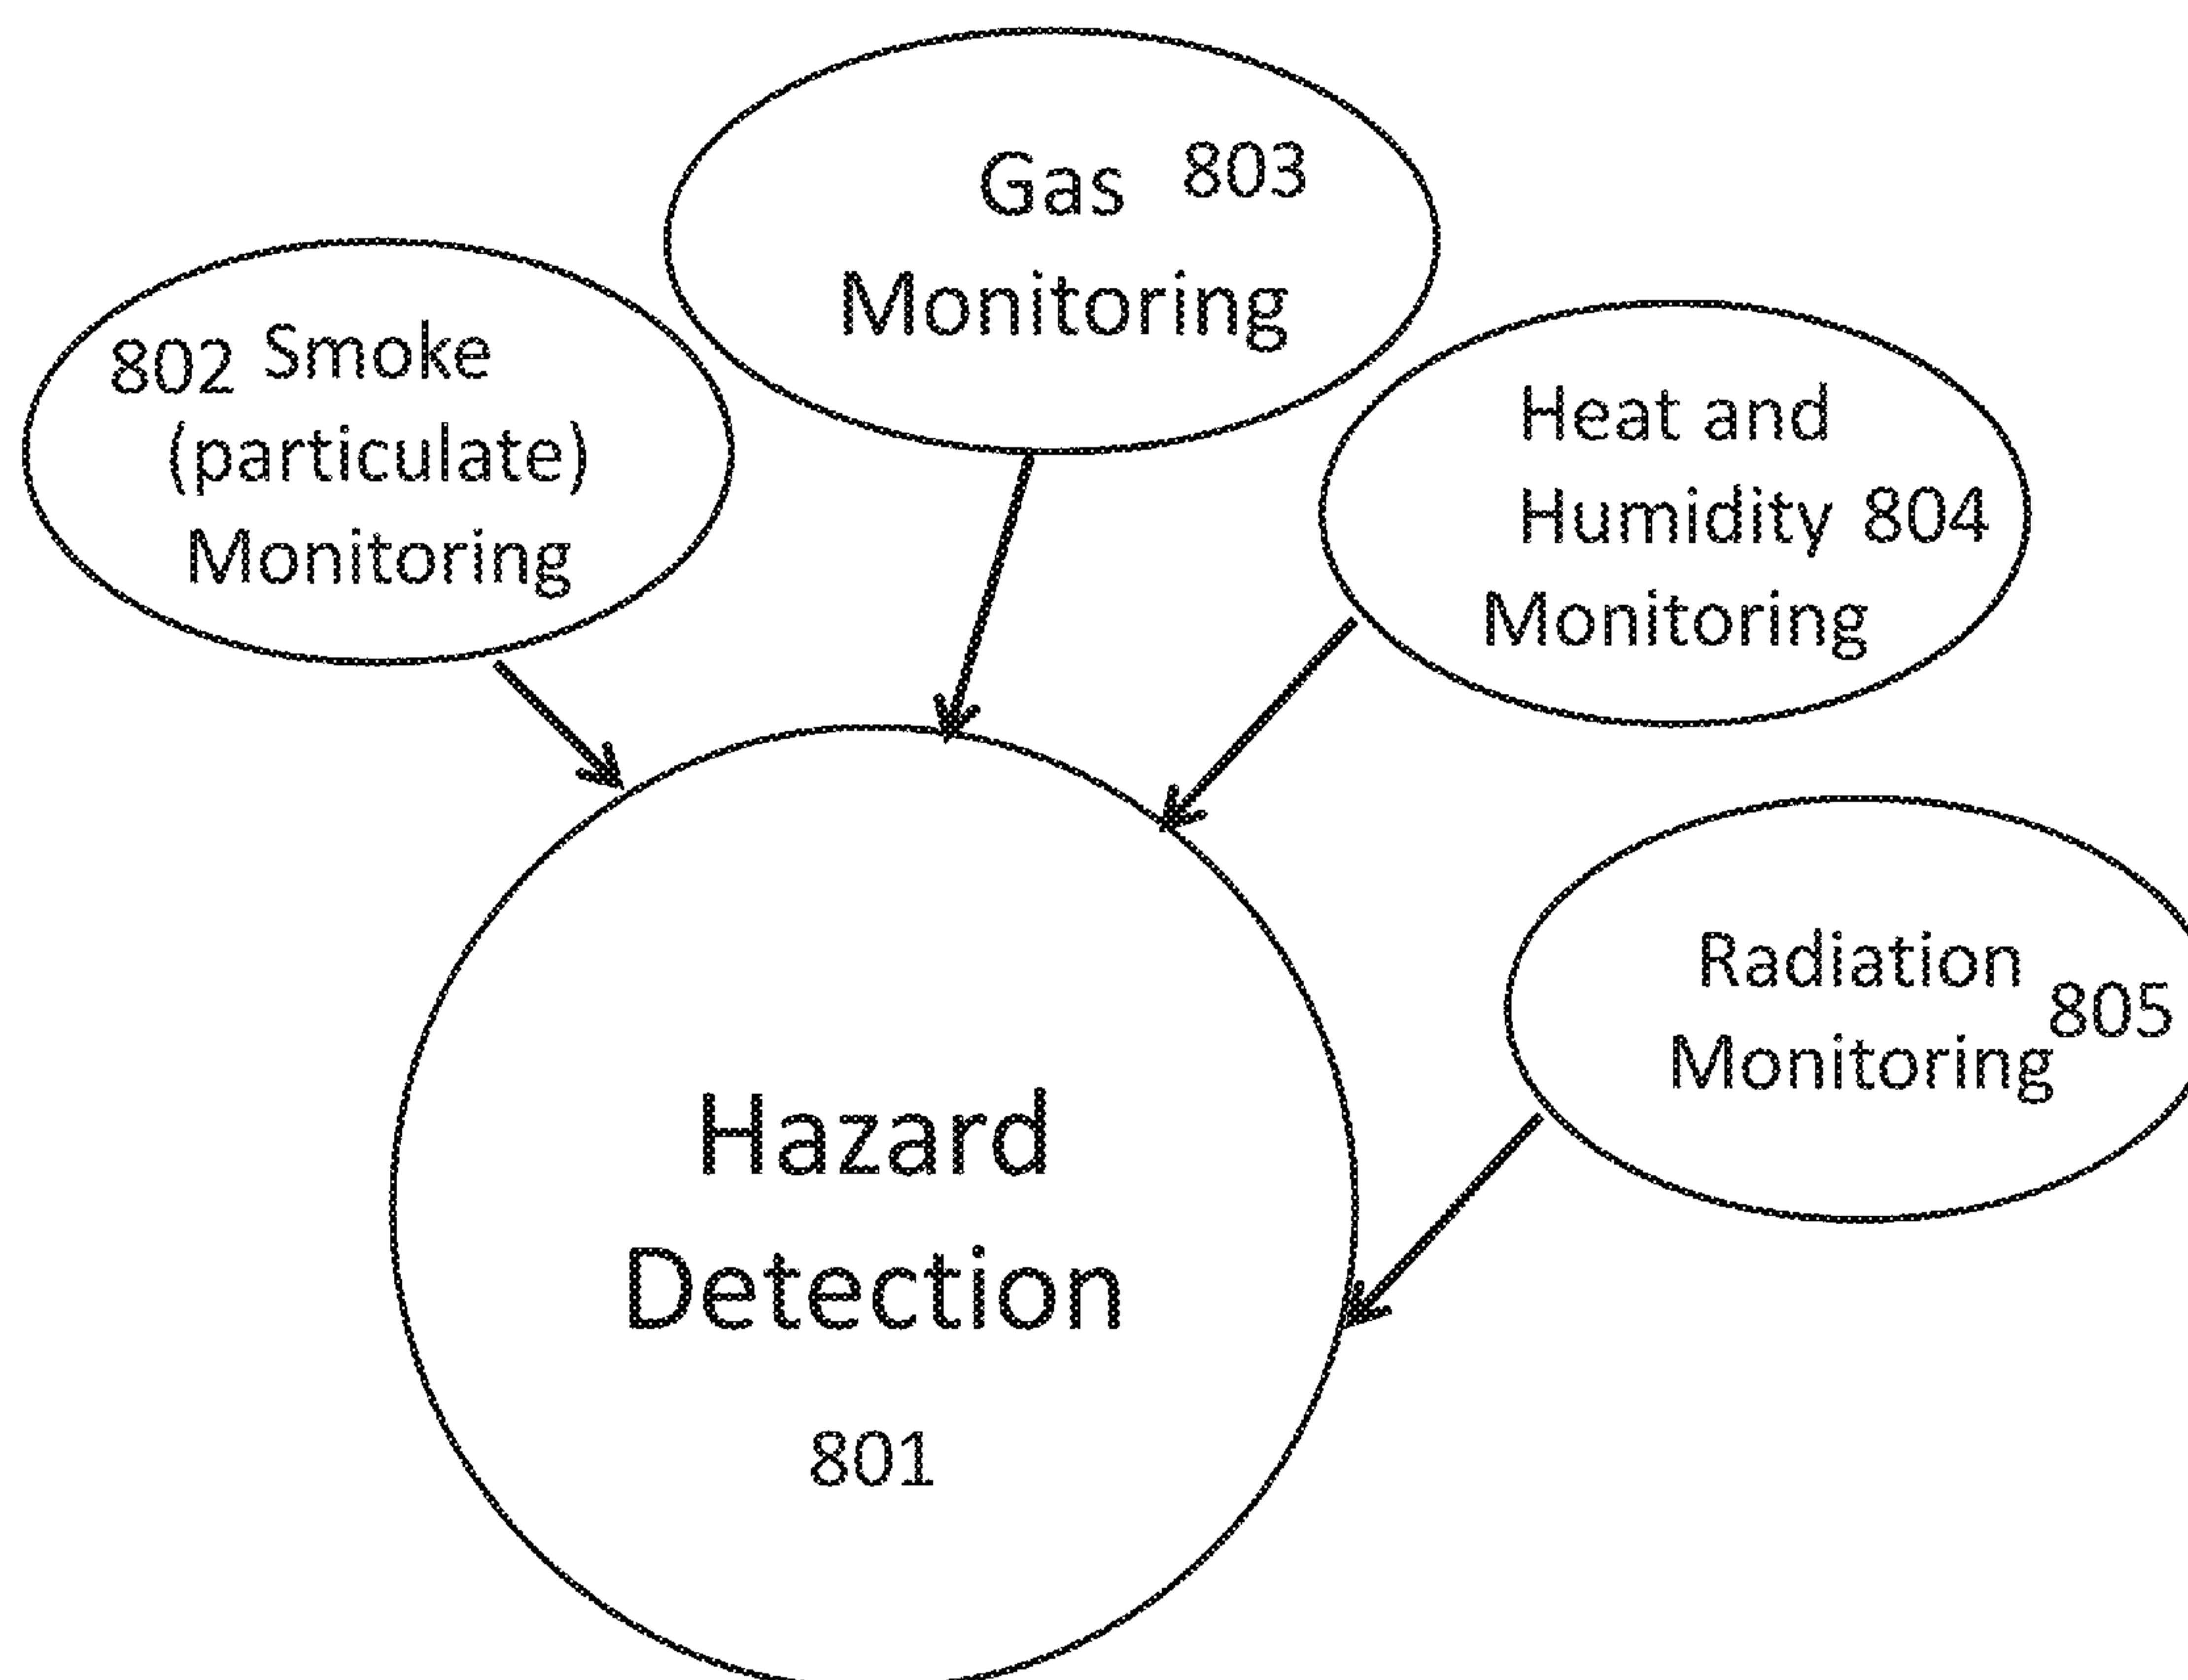 Gas 803
Monitoring
802 Smoke
(particulate)
Monitoring
Heat and
Humidity 804
Monitoring
Radiation
805
Monitoring
Hazard
Detection
801